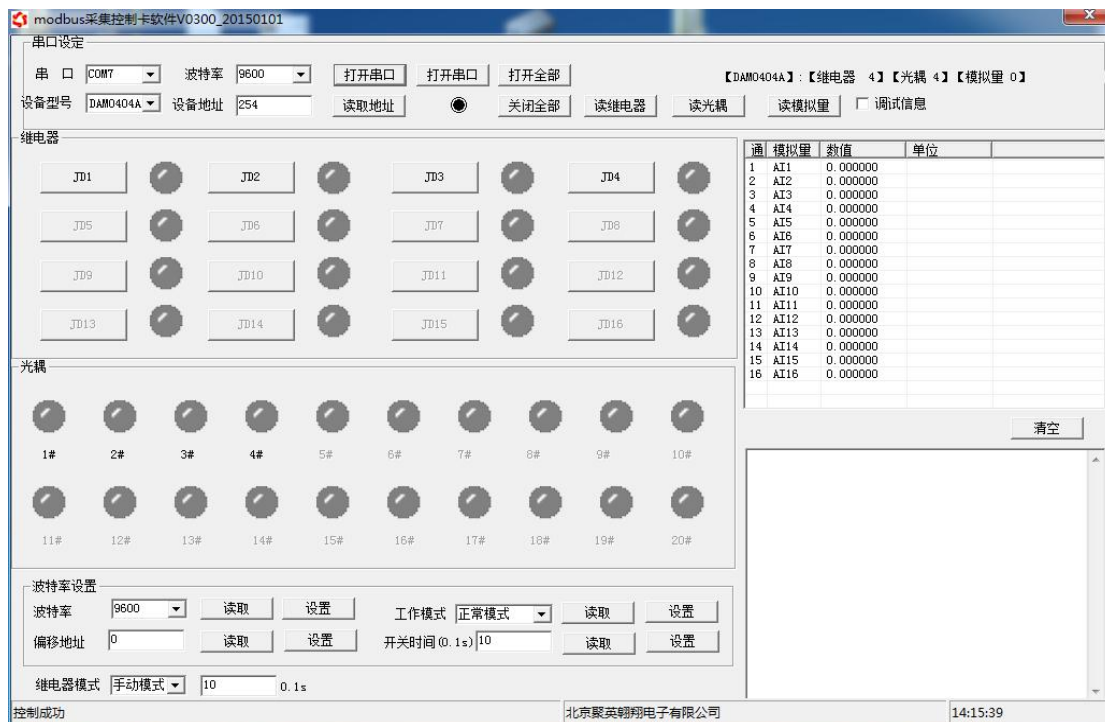 modbus采集控制卡软件V0300_20150101
串口设定
串 口 COM7 波特率 9600 打开串口 打开串口 打开全部 【DAM0404A】:【继电器 4】【光耦 4】【模拟量 0】
设备型号 DAM0404A 设备地址 254 读取地址 关闭全部 读继电器 读光耦 读模拟量 调试信息
继电器
JD1 JD2 JD3 JD4
JD5 JD6 JD7 JD8
JD9 JD10 JD11 JD12
JD13 JD14 JD15 JD16
光耦
1# 2# 3# 4# 5# 6# 7# 8# 9# 10#
11# 12# 13# 14# 15# 16# 17# 18# 19# 20#
通 模拟量 数值 单位
1 AI1 0.000000
2 AI2 0.000000
3 AI3 0.000000
4 AI4 0.000000
5 AI5 0.000000
6 AI6 0.000000
7 AI7 0.000000
8 AI8 0.000000
9 AI9 0.000000
10 AI10 0.000000
11 AI11 0.000000
12 AI12 0.000000
13 AI13 0.000000
14 AI14 0.000000
15 AI15 0.000000
16 AI16 0.000000
清空
波特率设置
波特率 9600 读取 设置 工作模式 正常模式 读取 设置
偏移地址 0 读取 设置 开关时间(0.1s) 10 读取 设置
继电器模式 手动模式 10 0.1s
控制成功 北京聚英翱翔电子有限公司 14:15:39